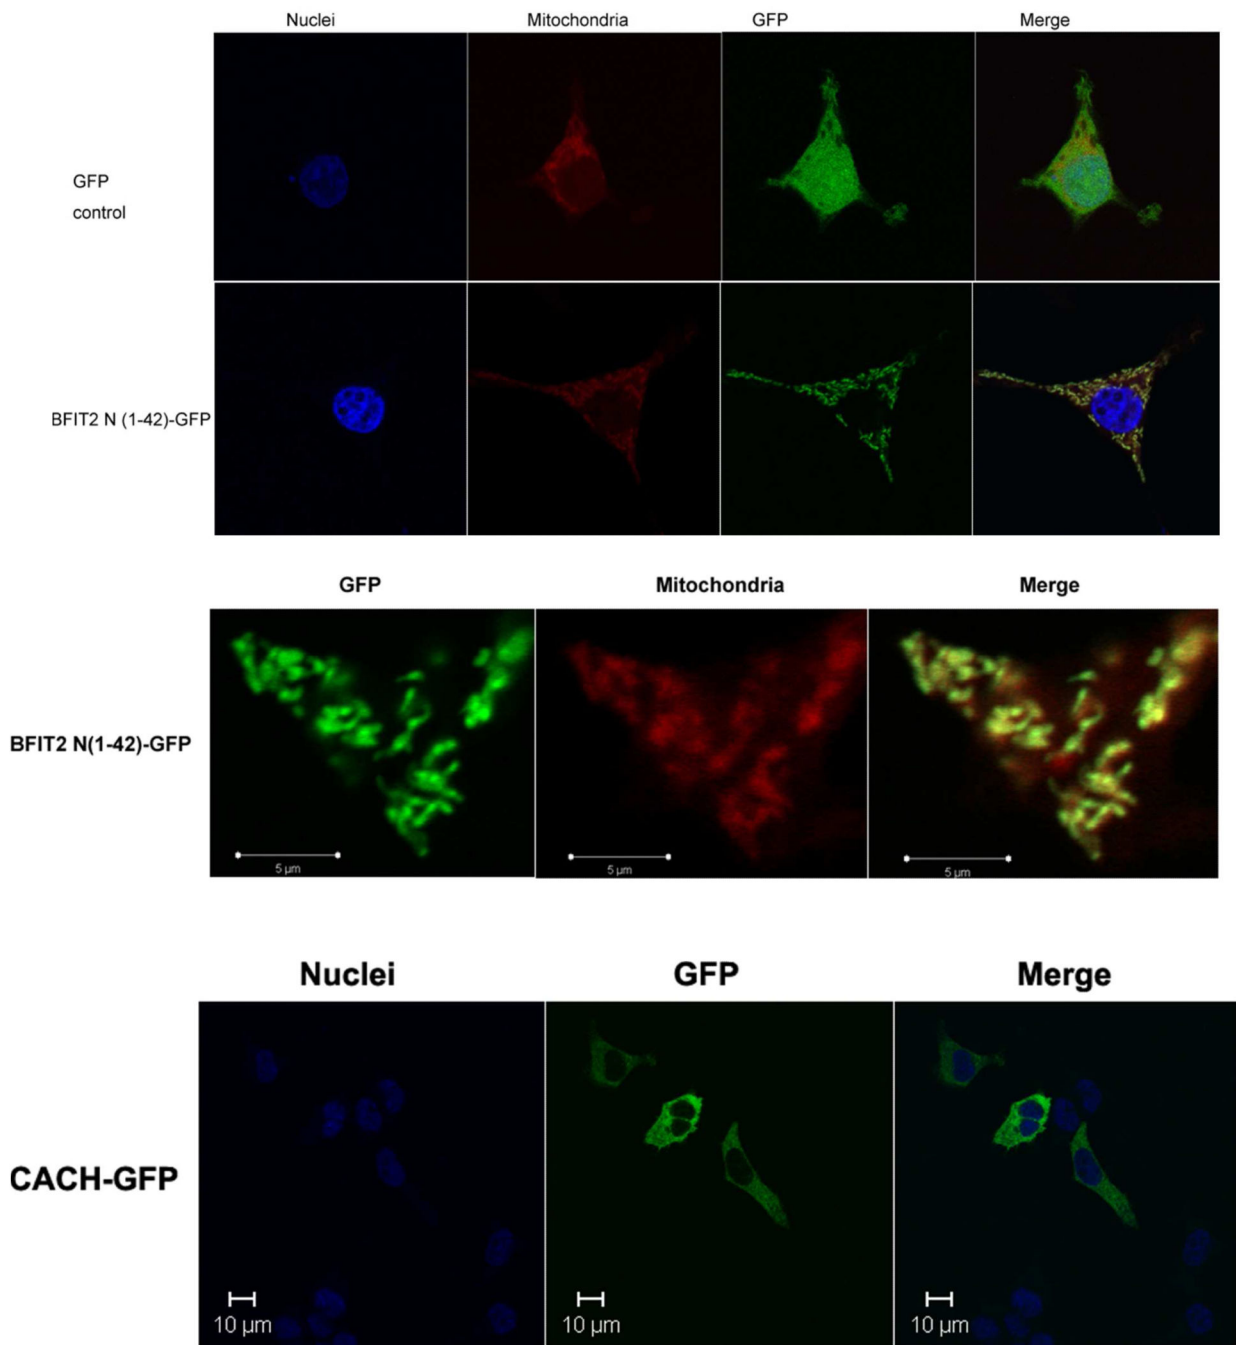 Nuclei Mitochondria GFP Merge
GFP
control
BFIT2 N (1-42)-GFP
GFP Mitochondria Merge
BFIT2 N(1-42)-GFP
5 µm 5 µm 5 µm
Nuclei GFP Merge
CACH-GFP
10 µm 10 µm 10 µm